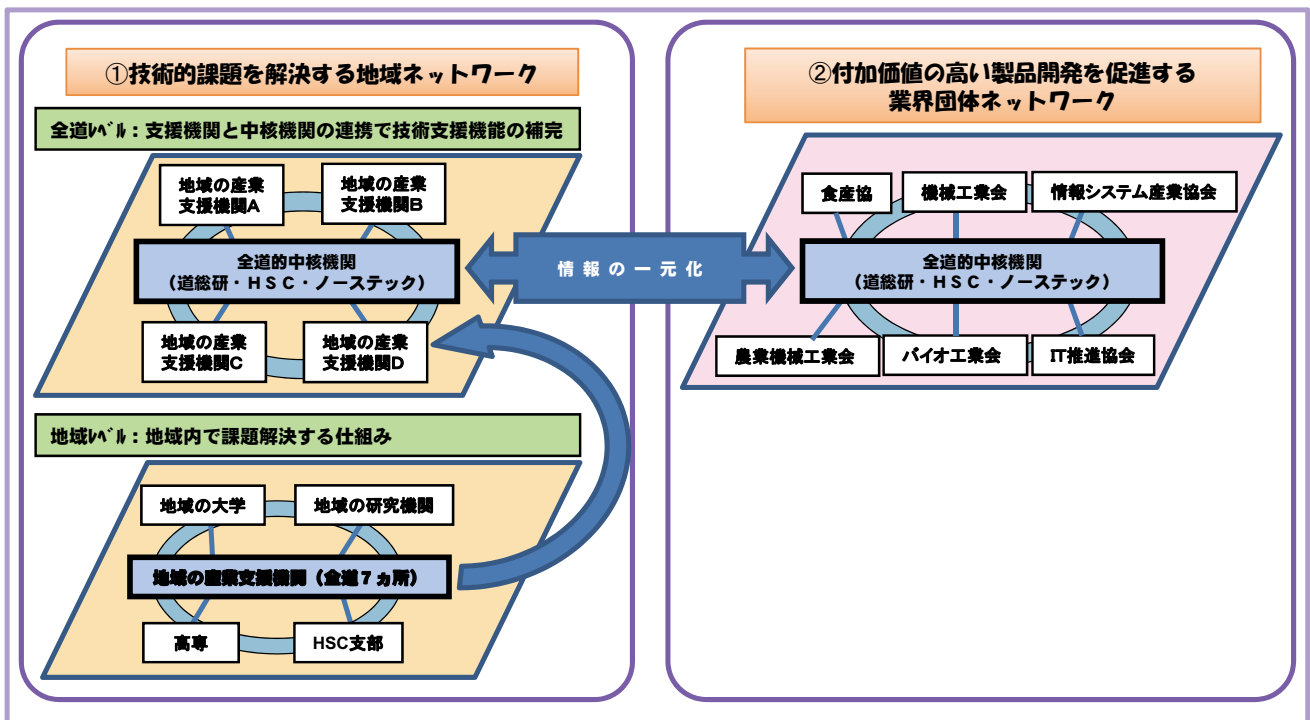 ①技術的課題を解決する地域ネットワーク
全道ﾚﾍﾞﾙ：支援機関と中核機関の連携で技術支援機能の補完
地域の産業
支援機関A
地域の産業
支援機関B
全道的中核機関
（道総研・ＨＳＣ・ノーステック）
地域の産業
支援機関C
地域の産業
支援機関D
地域ﾚﾍﾞﾙ：地域内で課題解決する仕組み
地域の大学
地域の研究機関
地域の産業支援機関（全道７ヵ所）
高専
HSC支部
情報の一元化
②付加価値の高い製品開発を促進する
業界団体ネットワーク
食産協
機械工業会
情報システム産業協会
全道的中核機関
（道総研・ＨＳＣ・ノーステック）
農業機械工業会
バイオ工業会
IT推進協会